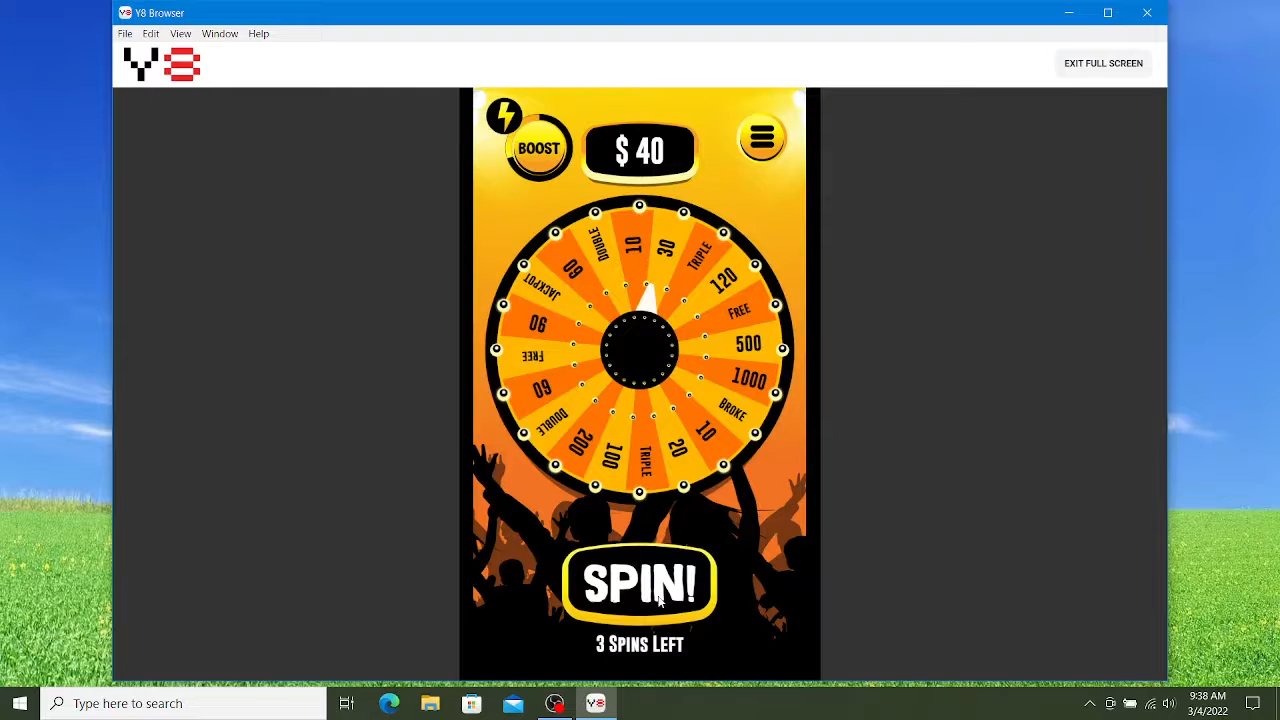 Y8 Browser
File Edit View Window Help
Y8
EXIT FULL SCREEN
BOOST
$ 40
10
30
TRIPLE
120
FREE
500
1000
BROKE
10
20
TRIPLE
100
200
DOUBLE
60
FREE
90
JACKPOT
60
DOUBLE
SPIN!
3 SPINS LEFT
Type here to search
9:38 AM
3/4/2022